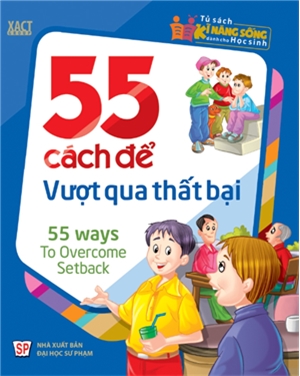 XACT
Tủ sách
KĨ NĂNG SỐNG
dành cho Học sinh
55
cách để
Vượt qua thất bại
55 ways
To Overcome
Setback
SP
NHÀ XUẤT BẢN
ĐẠI HỌC SƯ PHẠM